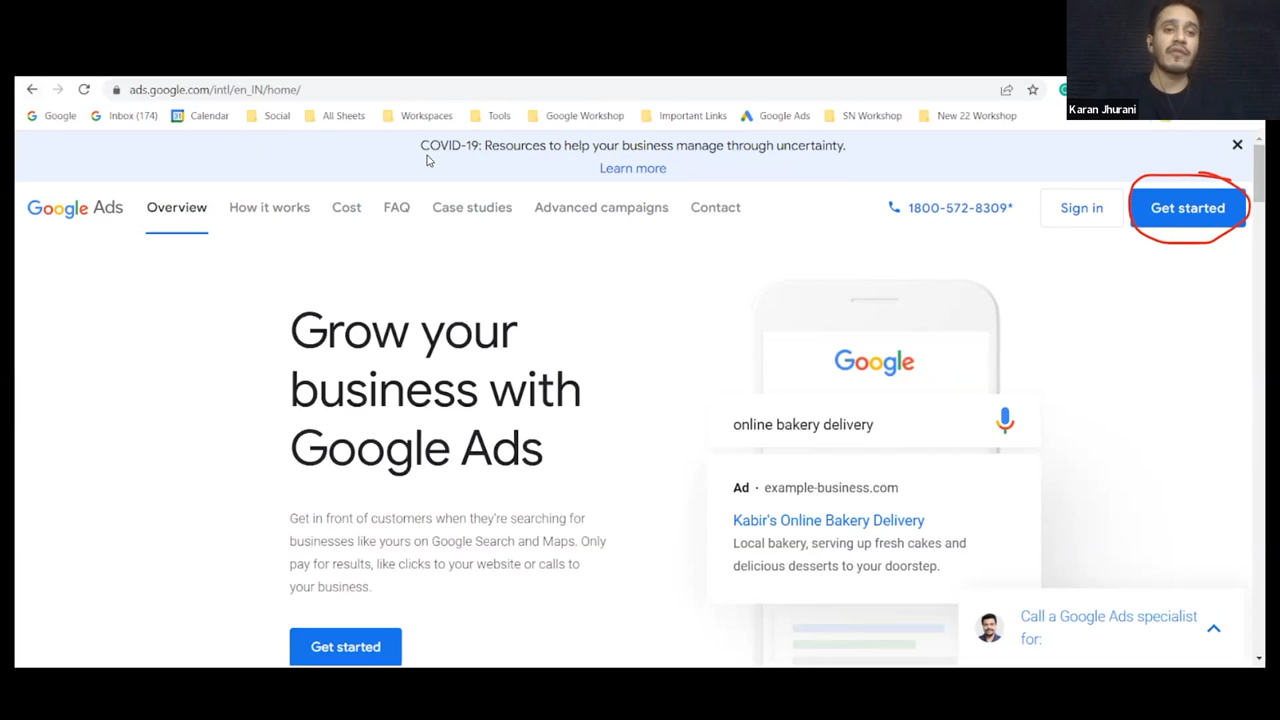 ads.google.com/intl/en_IN/home/
Karan Jhurani
Google Inbox (174) Calendar Social All Sheets Workspaces Tools Google Workshop Important Links Google Ads SN Workshop New 22 Workshop
COVID-19: Resources to help your business manage through uncertainty.
Learn more
Google Ads Overview How it works Cost FAQ Case studies Advanced campaigns Contact 1800-572-8309* Sign in Get started
Grow your
business with
Google Ads
Get in front of customers when they're searching for
businesses like yours on Google Search and Maps. Only
pay for results, like clicks to your website or calls to
your business.
Get started
Google
online bakery delivery
Ad · example-business.com
Kabir's Online Bakery Delivery
Local bakery, serving up fresh cakes and
delicious desserts to your doorstep.
Call a Google Ads specialist
for: